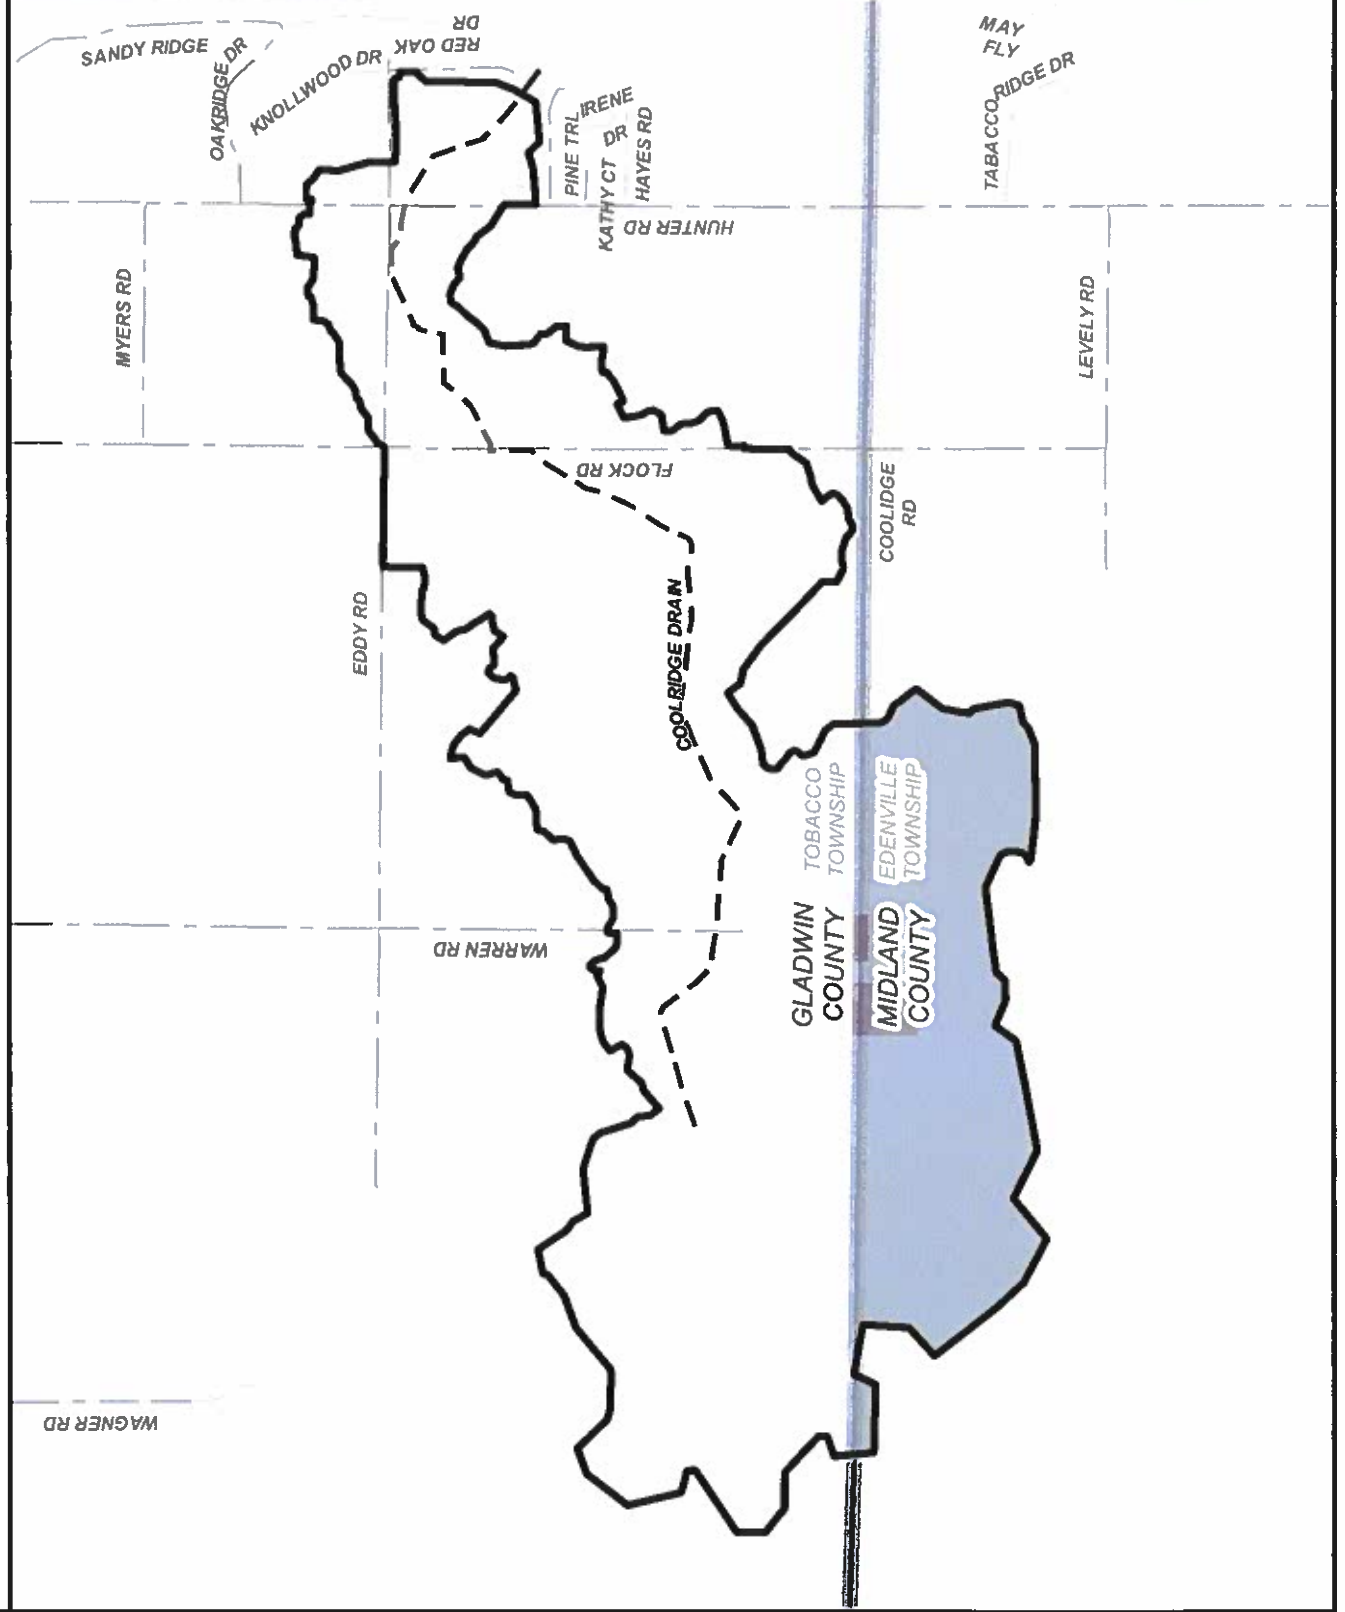 SANDY RIDGE
OAKRIDGE DR
KNOLLWOOD DR
RED OAK
DR
MAY
FLY
TABACCO RIDGE DR
PINE TRL
IRENE
DR
KATHY CT
HAYES RD
HUNTER RD
MYERS RD
LEVELY RD
FLOCK RD
COOLIDGE
RD
EDDY RD
COOLRIDGE DRAIN
TOBACCO
TOWNSHIP
EDENVILLE
TOWNSHIP
GLADWIN
COUNTY
MIDLAND
COUNTY
WARREN RD
WAGNER RD